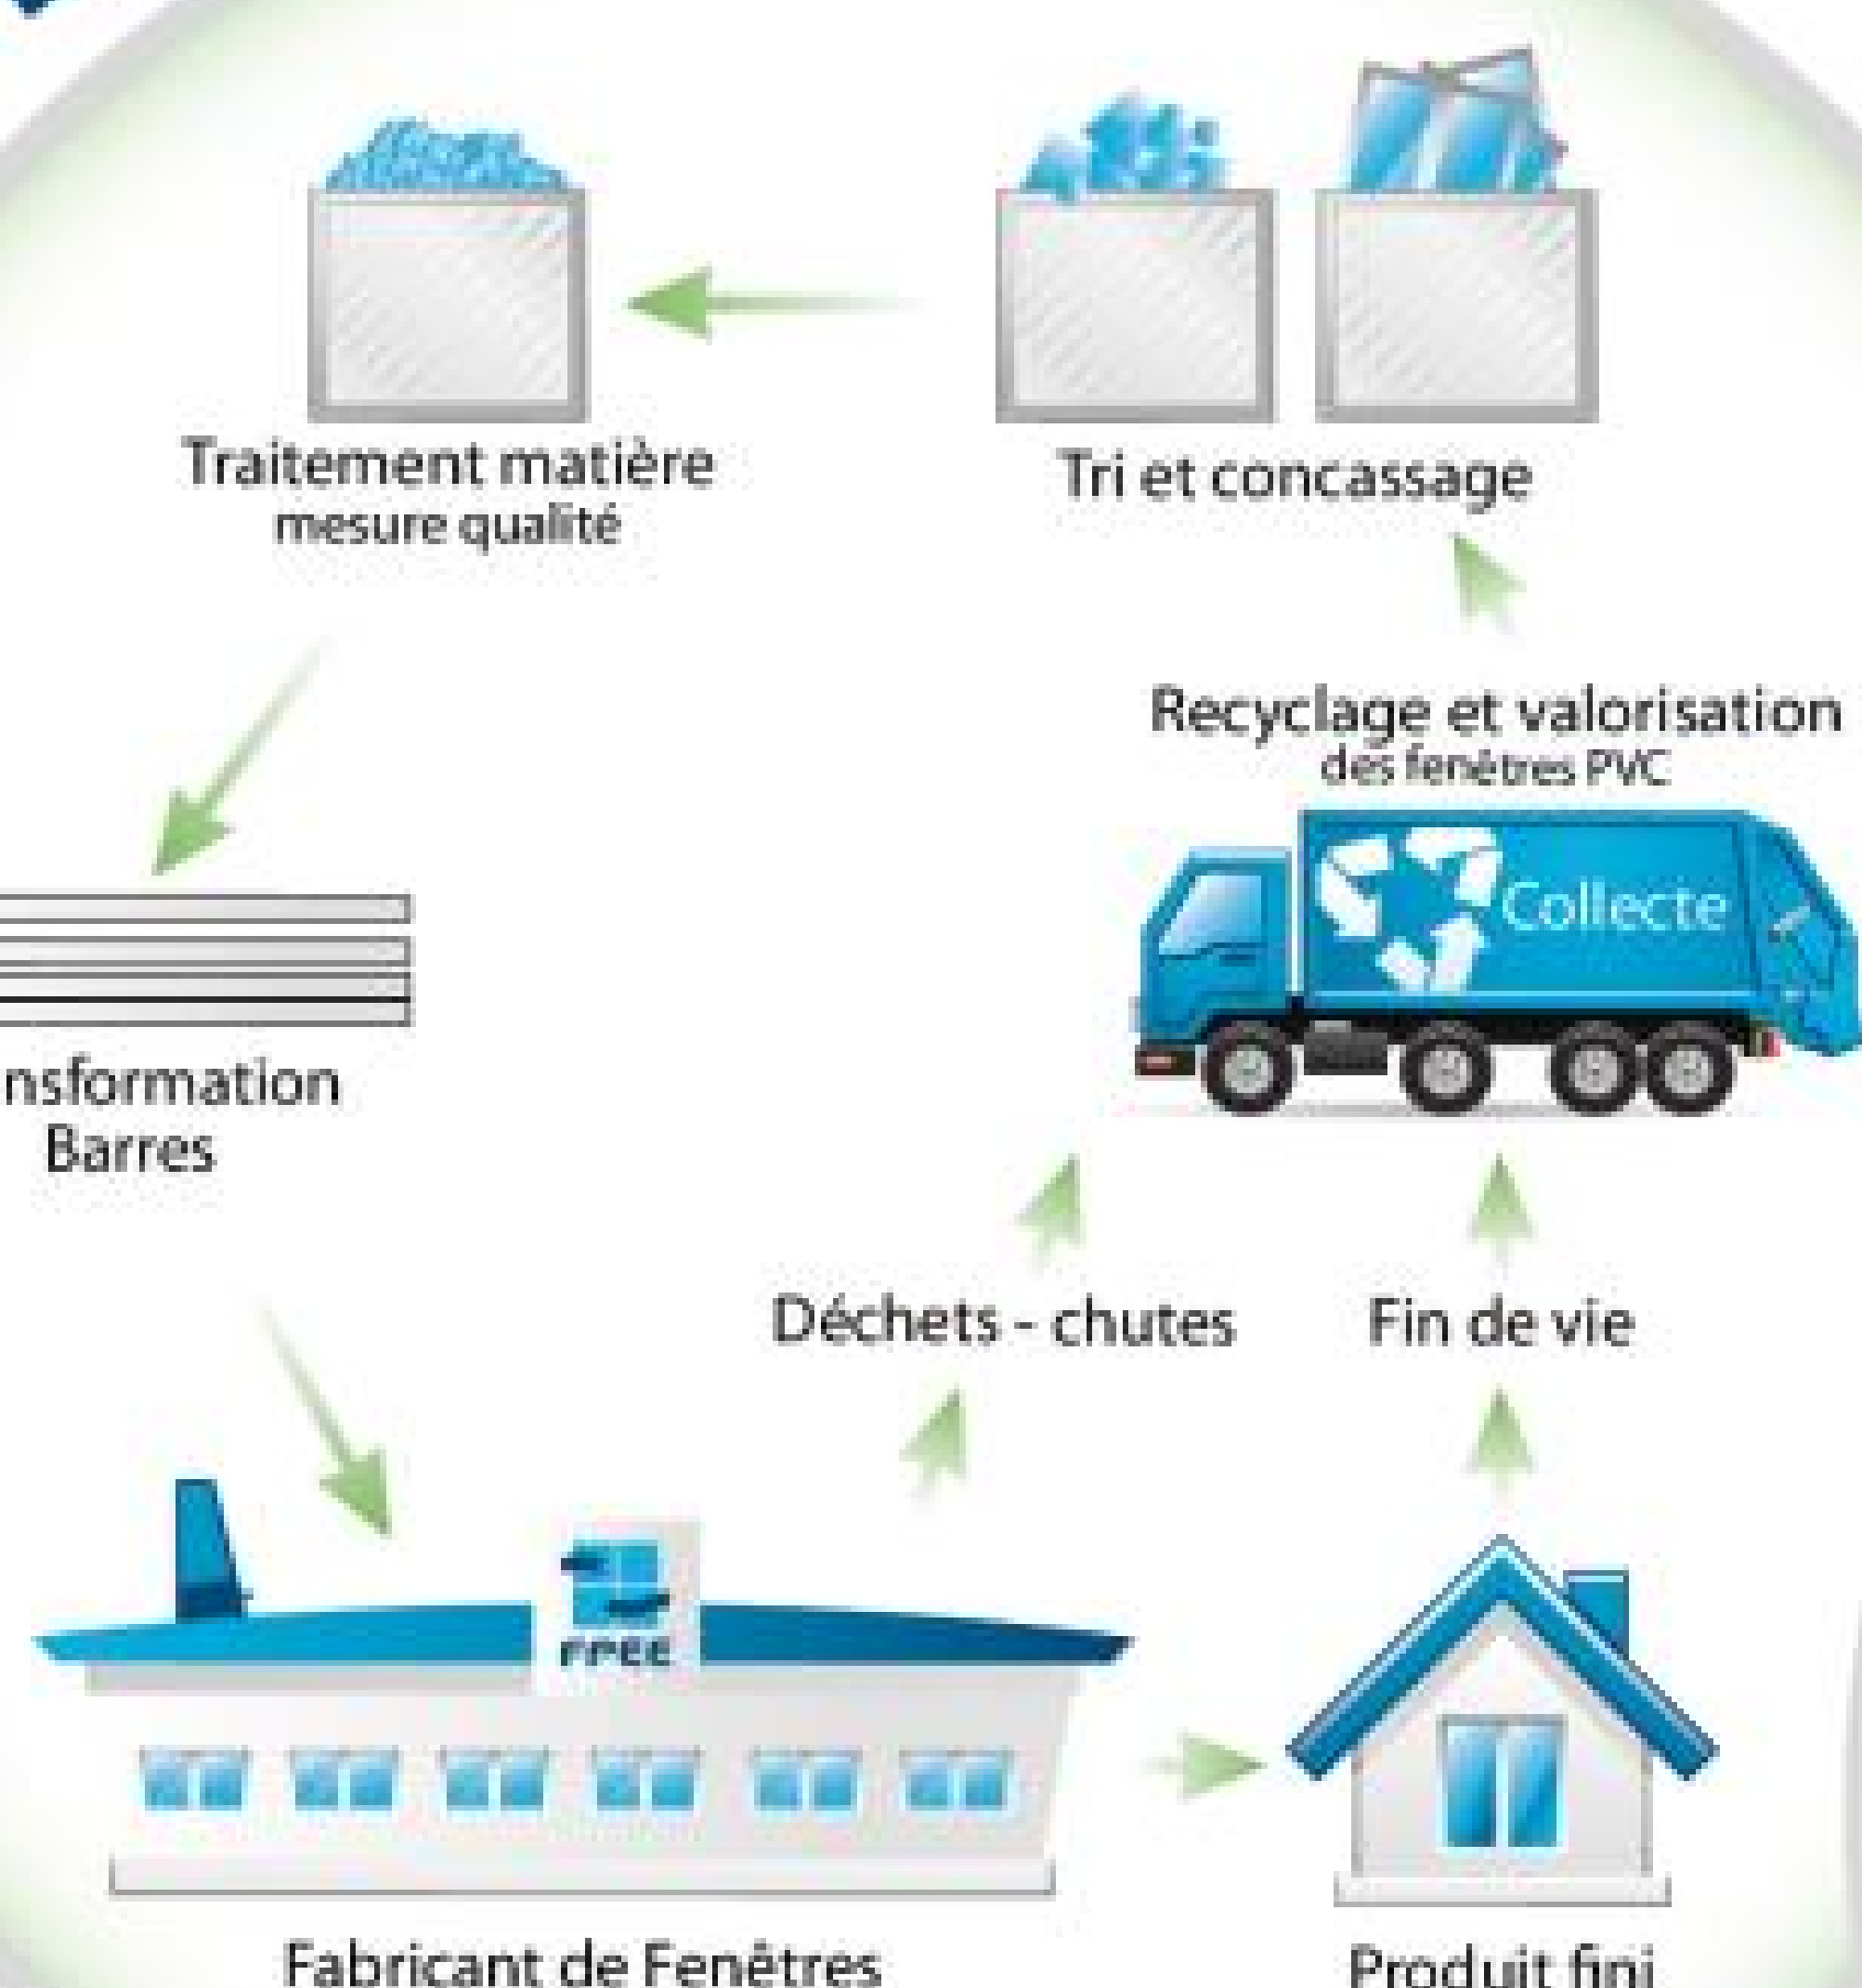 Traitement matière
mesure qualité
Tri et concassage
Recyclage et valorisation
des fenêtres PVC
Collecte
nsformation
Barres
Déchets - chutes
Fin de vie
FPEE
Fabricant de Fenêtres
Produit fini